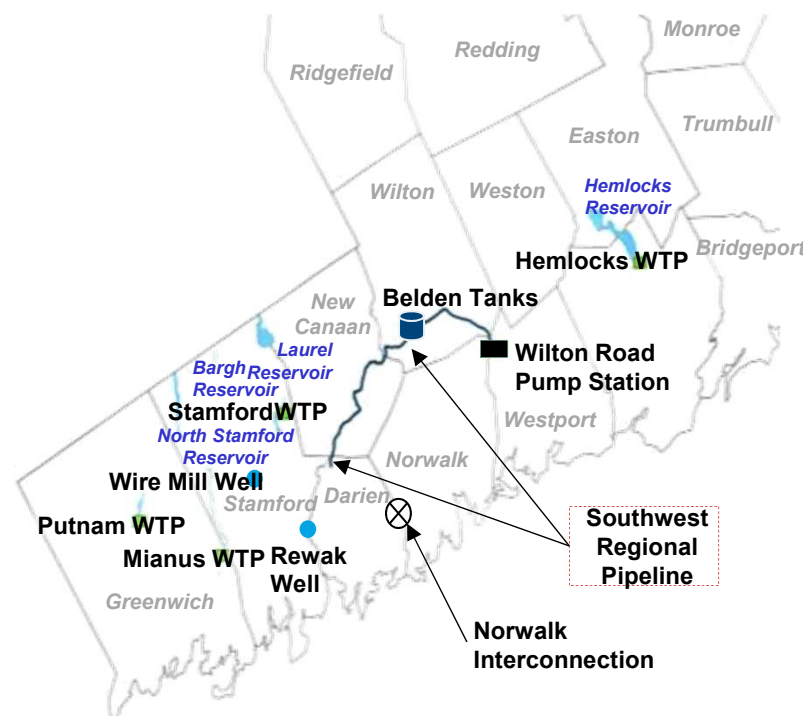 Monroe
Redding
Ridgefield
Trumbull
Easton
Wilton
Weston
Hemlocks
Reservoir
Bridgeport
Hemlocks WTP
Belden Tanks
New
Canaan
Laurel
Reservoir
Bargh
Reservoir
Wilton Road
Pump Station
StamfordWTP
Westport
North Stamford
Reservoir
Norwalk
Wire Mill Well
Stamford
Darien
Putnam WTP
Mianus WTP
Rewak
Well
Southwest
Regional
Pipeline
Greenwich
Norwalk
Interconnection